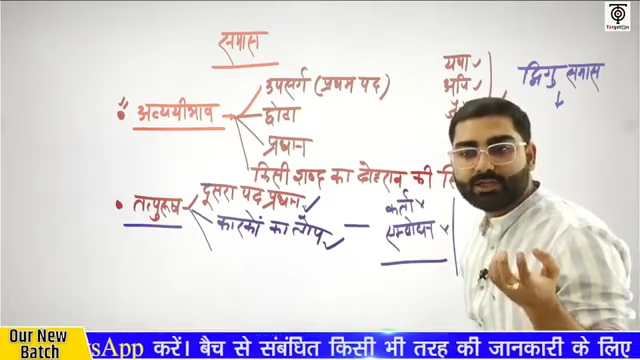 समास
अव्ययीभाव
उपसर्ग (प्रथम पद)
छोटा
प्रधान
किसी शब्द का दोहराव की
यथा
अपि
द्विगु समास
तत्पुरूष
दूसरा पद प्रधान
कारकों का लोप
कर्ता
सम्बोधन
Our New
Batch
sApp करें। बैच से संबंधित किसी भी तरह की जानकारी के लिए